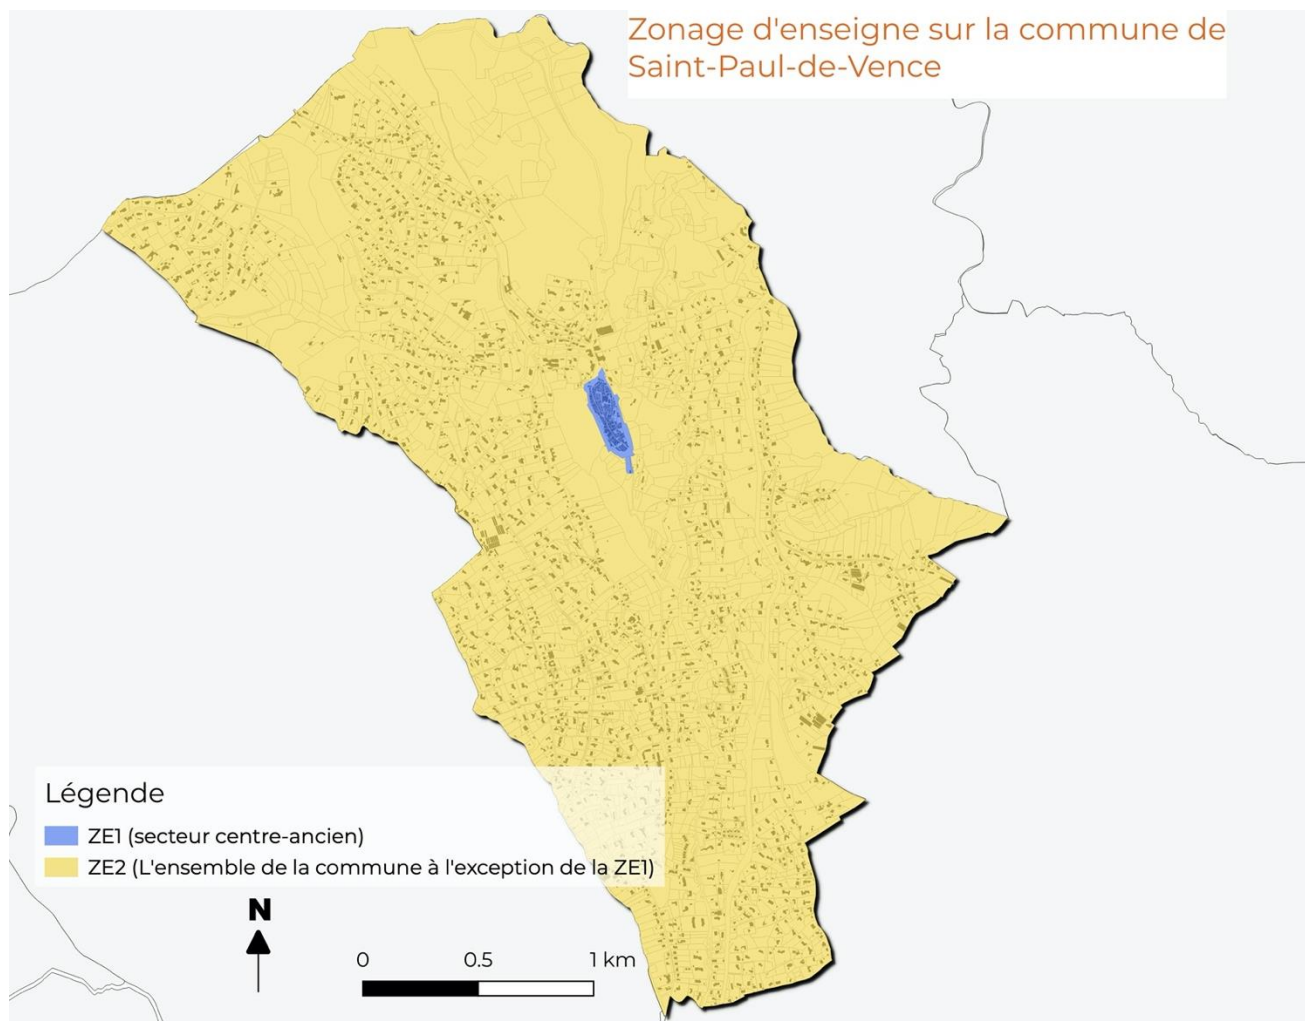 Zonage d'enseigne sur la commune de
Saint-Paul-de-Vence
Légende
ZE1 (secteur centre-ancien)
ZE2 (L'ensemble de la commune à l'exception de la ZE1)
N
0 0.5 1 km